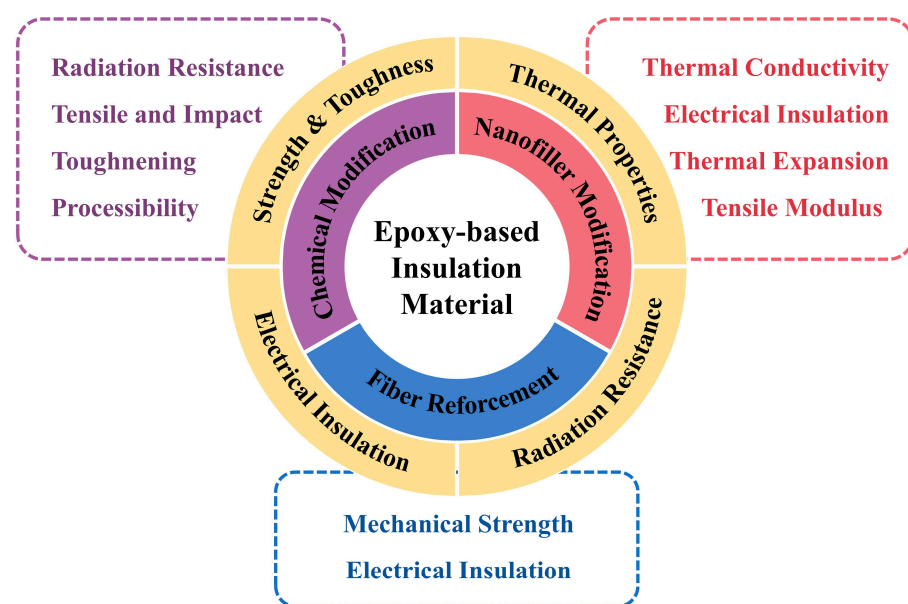 Radiation Resistance
Tensile and Impact
Toughnening
Processibility
Strength & Toughness
Thermal Properties
Thermal Conductivity
Electrical Insulation
Thermal Expansion
Tensile Modulus
Chemical Modification
Nanofiller Modification
Epoxy-based
Insulation
Material
Fiber Reforcement
Electrical Insulation
Radiation Resistance
Mechanical Strength
Electrical Insulation